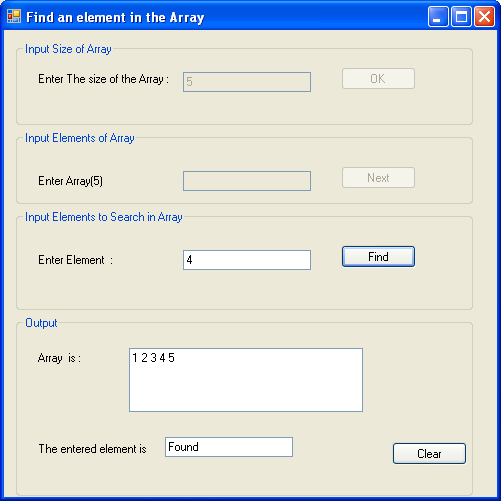 Find an element in the Array
Input Size of Array
Enter The size of the Array :
5
OK
Input Elements of Array
Enter Array(5)
Next
Input Elements to Search in Array
Enter Element :
4
Find
Output
Array is :
1 2 3 4 5
The entered element is
Found
Clear